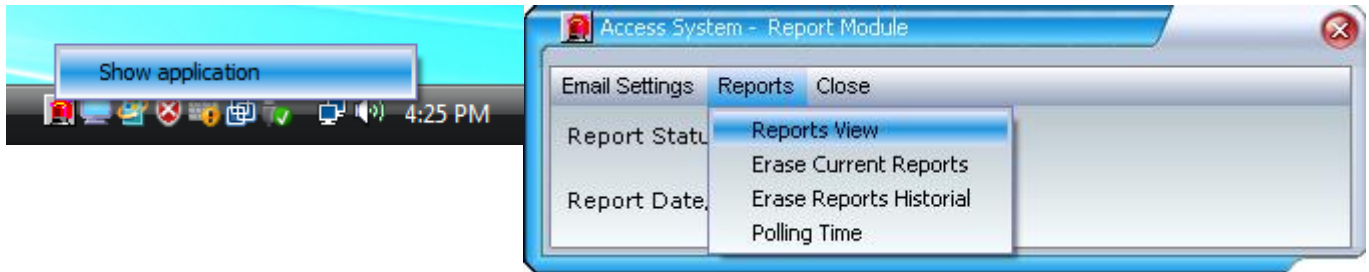 Show application
4:25 PM
Access System - Report Module
Email Settings Reports Close
Report Statu
Reports View
Erase Current Reports
Report Date
Erase Reports Historial
Polling Time